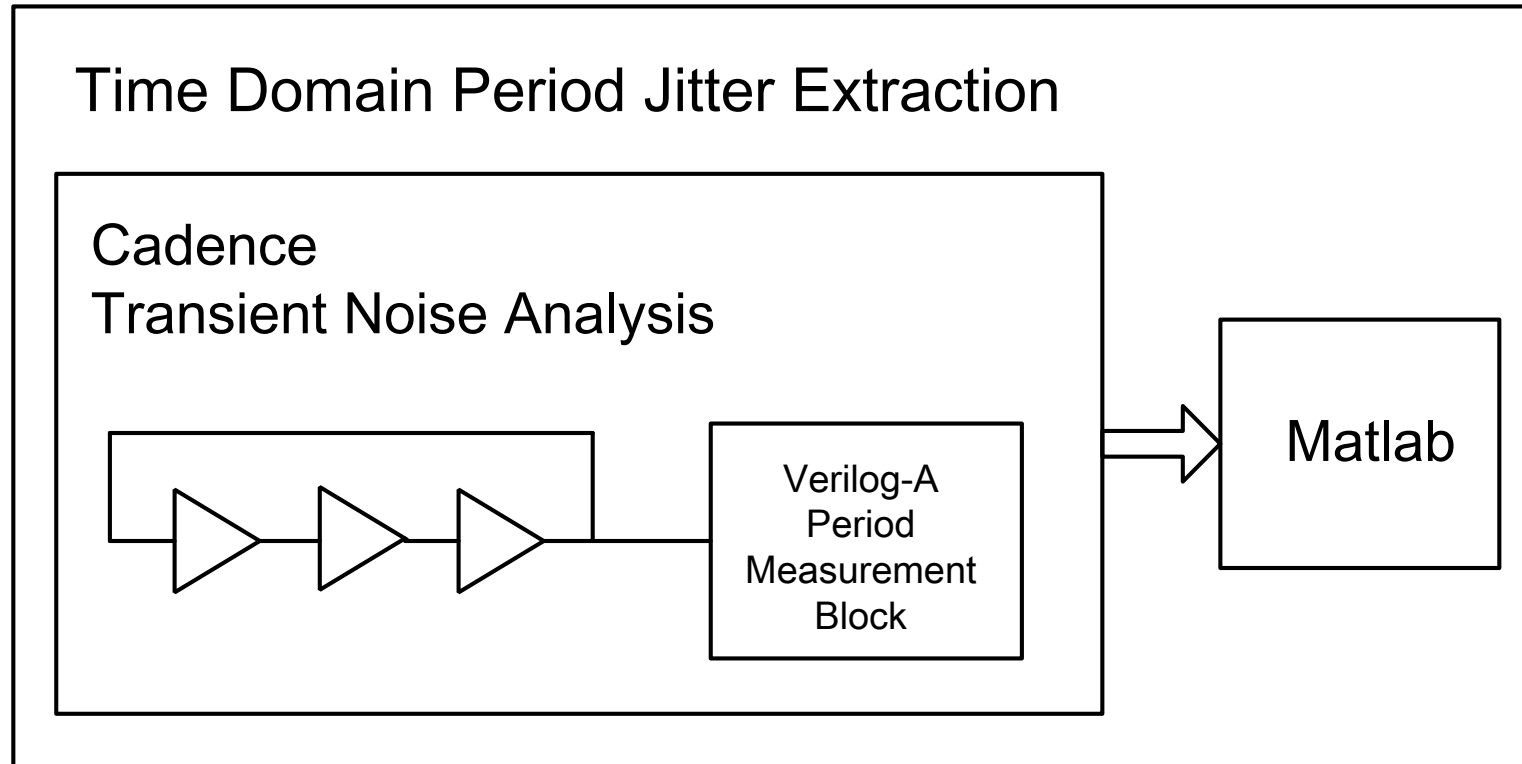 Time Domain Period Jitter Extraction
Cadence
Transient Noise Analysis
Verilog-A
Period
Measurement
Block
Matlab